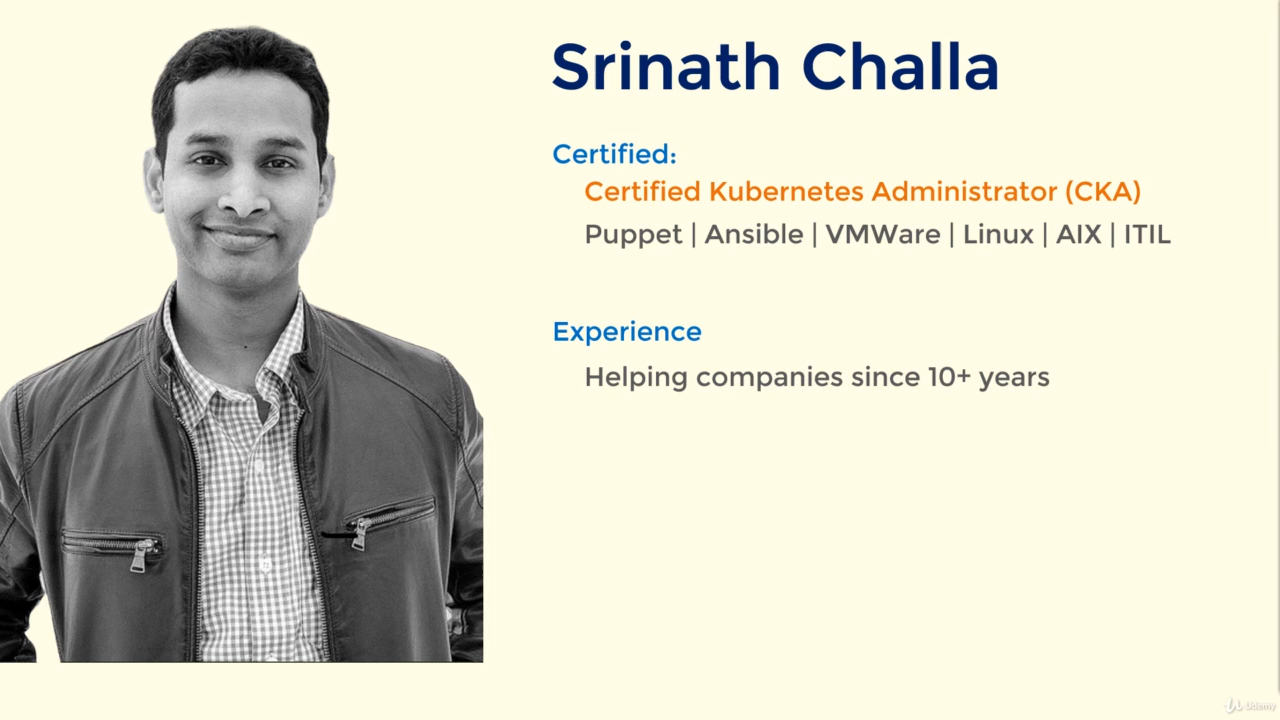 Srinath Challa
Certified:
Certified Kubernetes Administrator (CKA)
Puppet | Ansible | VMWare | Linux | AIX | ITIL
Experience
Helping companies since 10+ years
Udemy